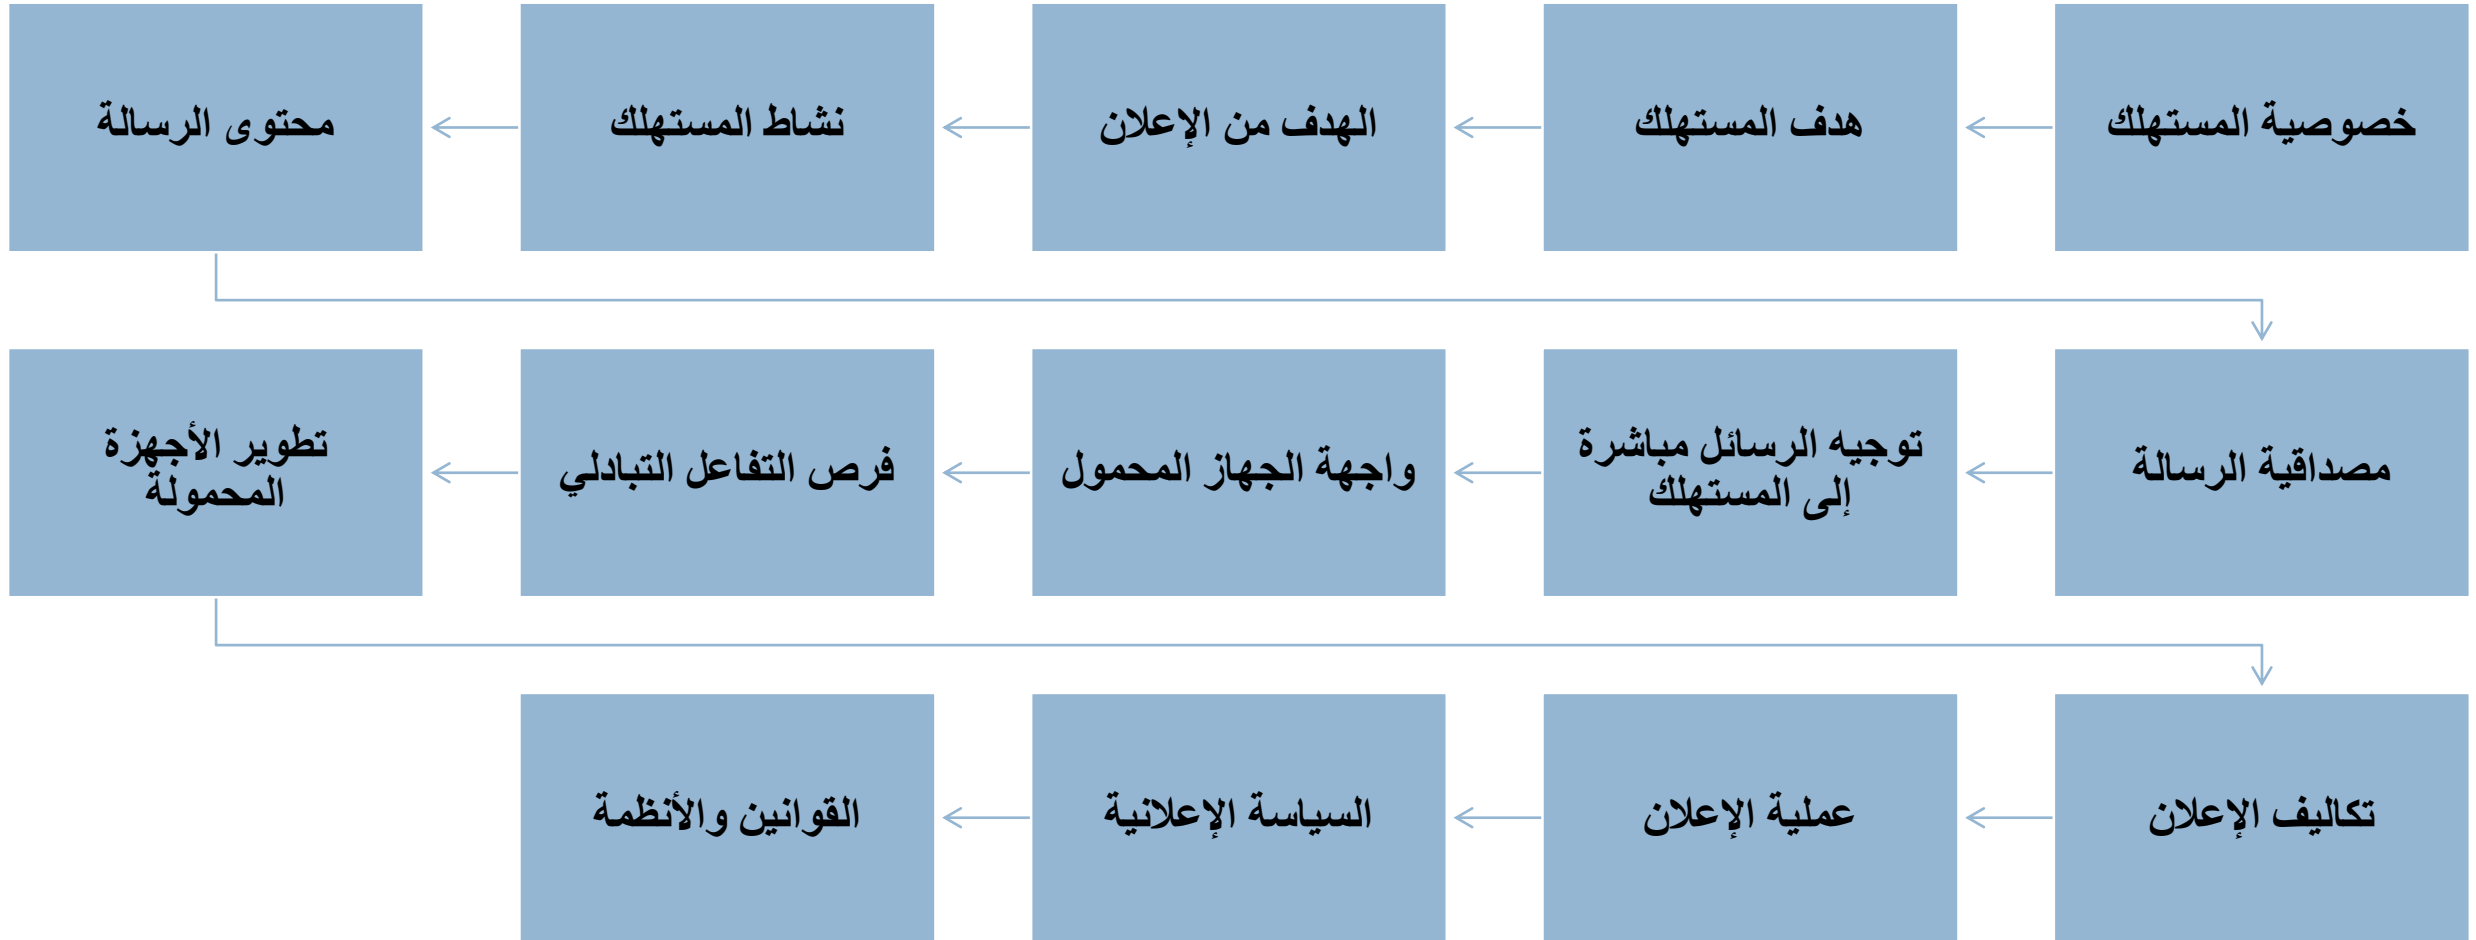 خصوصية المستهلك
هدف المستهلك
الهدف من الإعلان
نشاط المستهلك
محتوى الرسالة
مصداقية الرسالة
توجيه الرسائل مباشرة
إلى المستهلك
واجهة الجهاز المحمول
فرص التفاعل التبادلي
تطوير الأجهزة
المحمولة
تكاليف الإعلان
عملية الإعلان
السياسة الإعلانية
القوانين والأنظمة